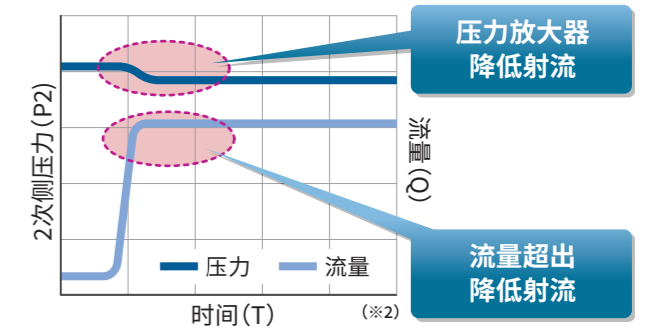 压力放大器
降低射流
2次侧压力（P2）
流量（Q）
压力
流量
流量超出
降低射流
时间（T）
（※2）